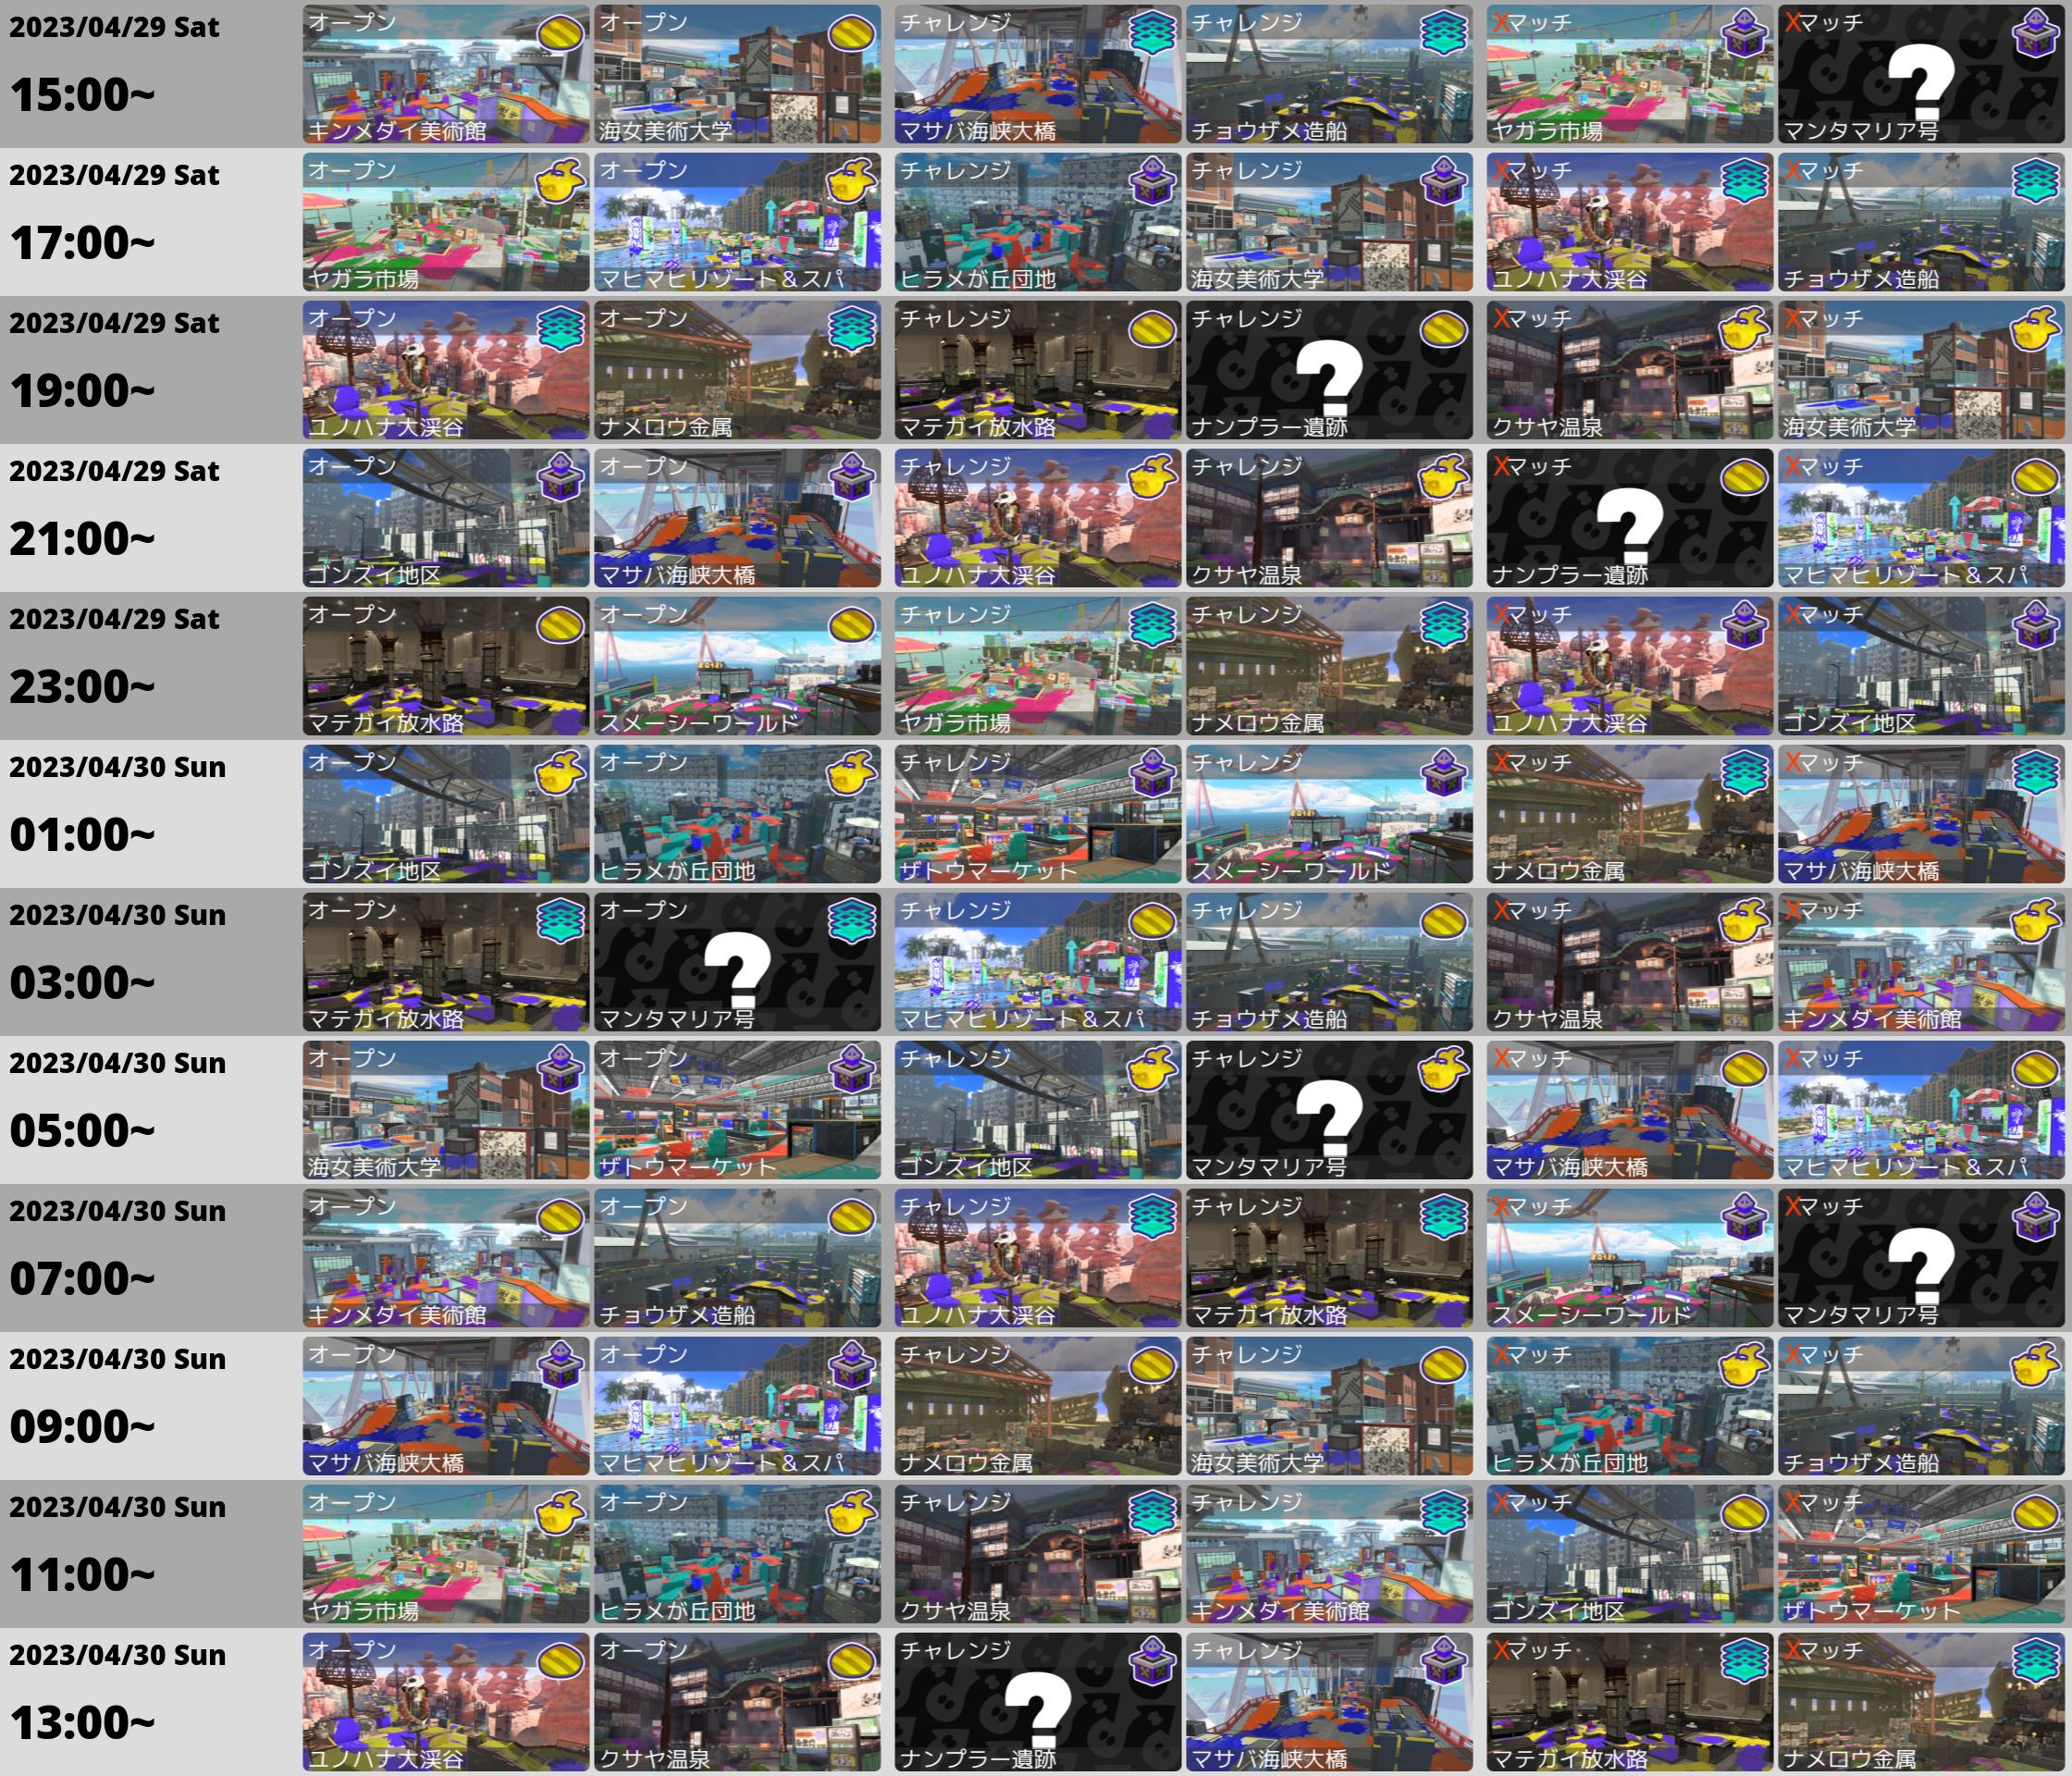 2023/04/29 Sat
15:00~
オープン オープン チャレンジ チャレンジ Xマッチ Xマッチ
キンメダイ美術館 海女美術大学 マサバ海峡大橋 チョウザメ造船 ヤガラ市場 マンタマリア号
2023/04/29 Sat
17:00~
オープン オープン チャレンジ チャレンジ Xマッチ Xマッチ
ヤガラ市場 マヒマヒリゾート＆スパ ヒラメが丘団地 海女美術大学 ユノハナ大渓谷 チョウザメ造船
2023/04/29 Sat
19:00~
オープン オープン チャレンジ チャレンジ Xマッチ Xマッチ
ユノハナ大渓谷 ナメロウ金属 マテガイ放水路 ナンプラー遺跡 クサヤ温泉 海女美術大学
2023/04/29 Sat
21:00~
オープン オープン チャレンジ チャレンジ Xマッチ Xマッチ
ゴンズイ地区 マサバ海峡大橋 ユノハナ大渓谷 クサヤ温泉 ナンプラー遺跡 マヒマヒリゾート＆スパ
2023/04/29 Sat
23:00~
オープン オープン チャレンジ チャレンジ Xマッチ Xマッチ
マテガイ放水路 スメーシーワールド ヤガラ市場 ナメロウ金属 ユノハナ大渓谷 ゴンズイ地区
2023/04/30 Sun
01:00~
オープン オープン チャレンジ チャレンジ Xマッチ Xマッチ
ゴンズイ地区 ヒラメが丘団地 ザトウマーケット スメーシーワールド ナメロウ金属 マサバ海峡大橋
2023/04/30 Sun
03:00~
オープン オープン チャレンジ チャレンジ Xマッチ Xマッチ
マテガイ放水路 マンタマリア号 マヒマヒリゾート＆スパ チョウザメ造船 クサヤ温泉 キンメダイ美術館
2023/04/30 Sun
05:00~
オープン オープン チャレンジ チャレンジ Xマッチ Xマッチ
海女美術大学 ザトウマーケット ゴンズイ地区 マンタマリア号 マサバ海峡大橋 マヒマヒリゾート＆スパ
2023/04/30 Sun
07:00~
オープン オープン チャレンジ チャレンジ Xマッチ Xマッチ
キンメダイ美術館 チョウザメ造船 ユノハナ大渓谷 マテガイ放水路 スメーシーワールド マンタマリア号
2023/04/30 Sun
09:00~
オープン オープン チャレンジ チャレンジ Xマッチ Xマッチ
マサバ海峡大橋 マヒマヒリゾート＆スパ ナメロウ金属 海女美術大学 ヒラメが丘団地 チョウザメ造船
2023/04/30 Sun
11:00~
オープン オープン チャレンジ チャレンジ Xマッチ Xマッチ
ヤガラ市場 ヒラメが丘団地 クサヤ温泉 キンメダイ美術館 ゴンズイ地区 ザトウマーケット
2023/04/30 Sun
13:00~
オープン オープン チャレンジ チャレンジ Xマッチ Xマッチ
ユノハナ大渓谷 クサヤ温泉 ナンプラー遺跡 マサバ海峡大橋 マテガイ放水路 ナメロウ金属